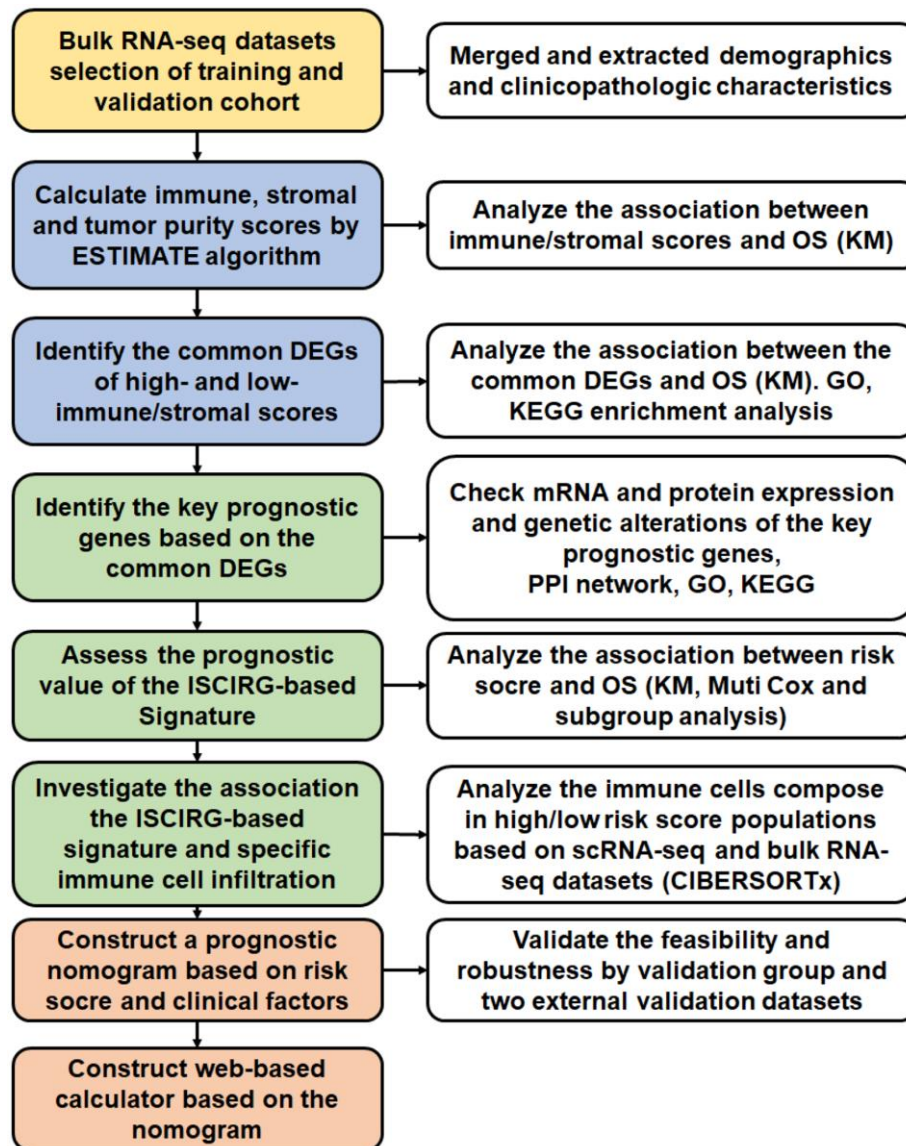 Bulk RNA-seq datasets
selection of training and
validation cohort
Merged and extracted demographics
and clinicopathologic characteristics
Calculate immune, stromal
and tumor purity scores by
ESTIMATE algorithm
Analyze the association between
immune/stromal scores and OS (KM)
Identify the common DEGs
of high- and low-
immune/stromal scores
Analyze the association between the
common DEGs and OS (KM). GO,
KEGG enrichment analysis
Identify the key prognostic
genes based on the
common DEGs
Check mRNA and protein expression
and genetic alterations of the key
prognostic genes,
PPI network, GO, KEGG
Assess the prognostic
value of the ISCIRG-based
Signature
Analyze the association between risk
socre and OS (KM, Muti Cox and
subgroup analysis)
Investigate the association
the ISCIRG-based
signature and specific
immune cell infiltration
Analyze the immune cells compose
in high/low risk score populations
based on scRNA-seq and bulk RNA-
seq datasets (CIBERSORTx)
Construct a prognostic
nomogram based on risk
socre and clinical factors
Validate the feasibility and
robustness by validation group and
two external validation datasets
Construct web-based
calculator based on the
nomogram